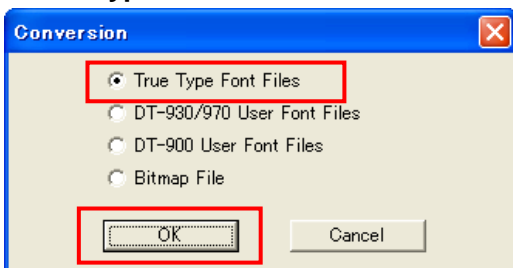 Conversion
True Type Font Files
DT-930/970 User Font Files
DT-900 User Font Files
Bitmap File
OK Cancel